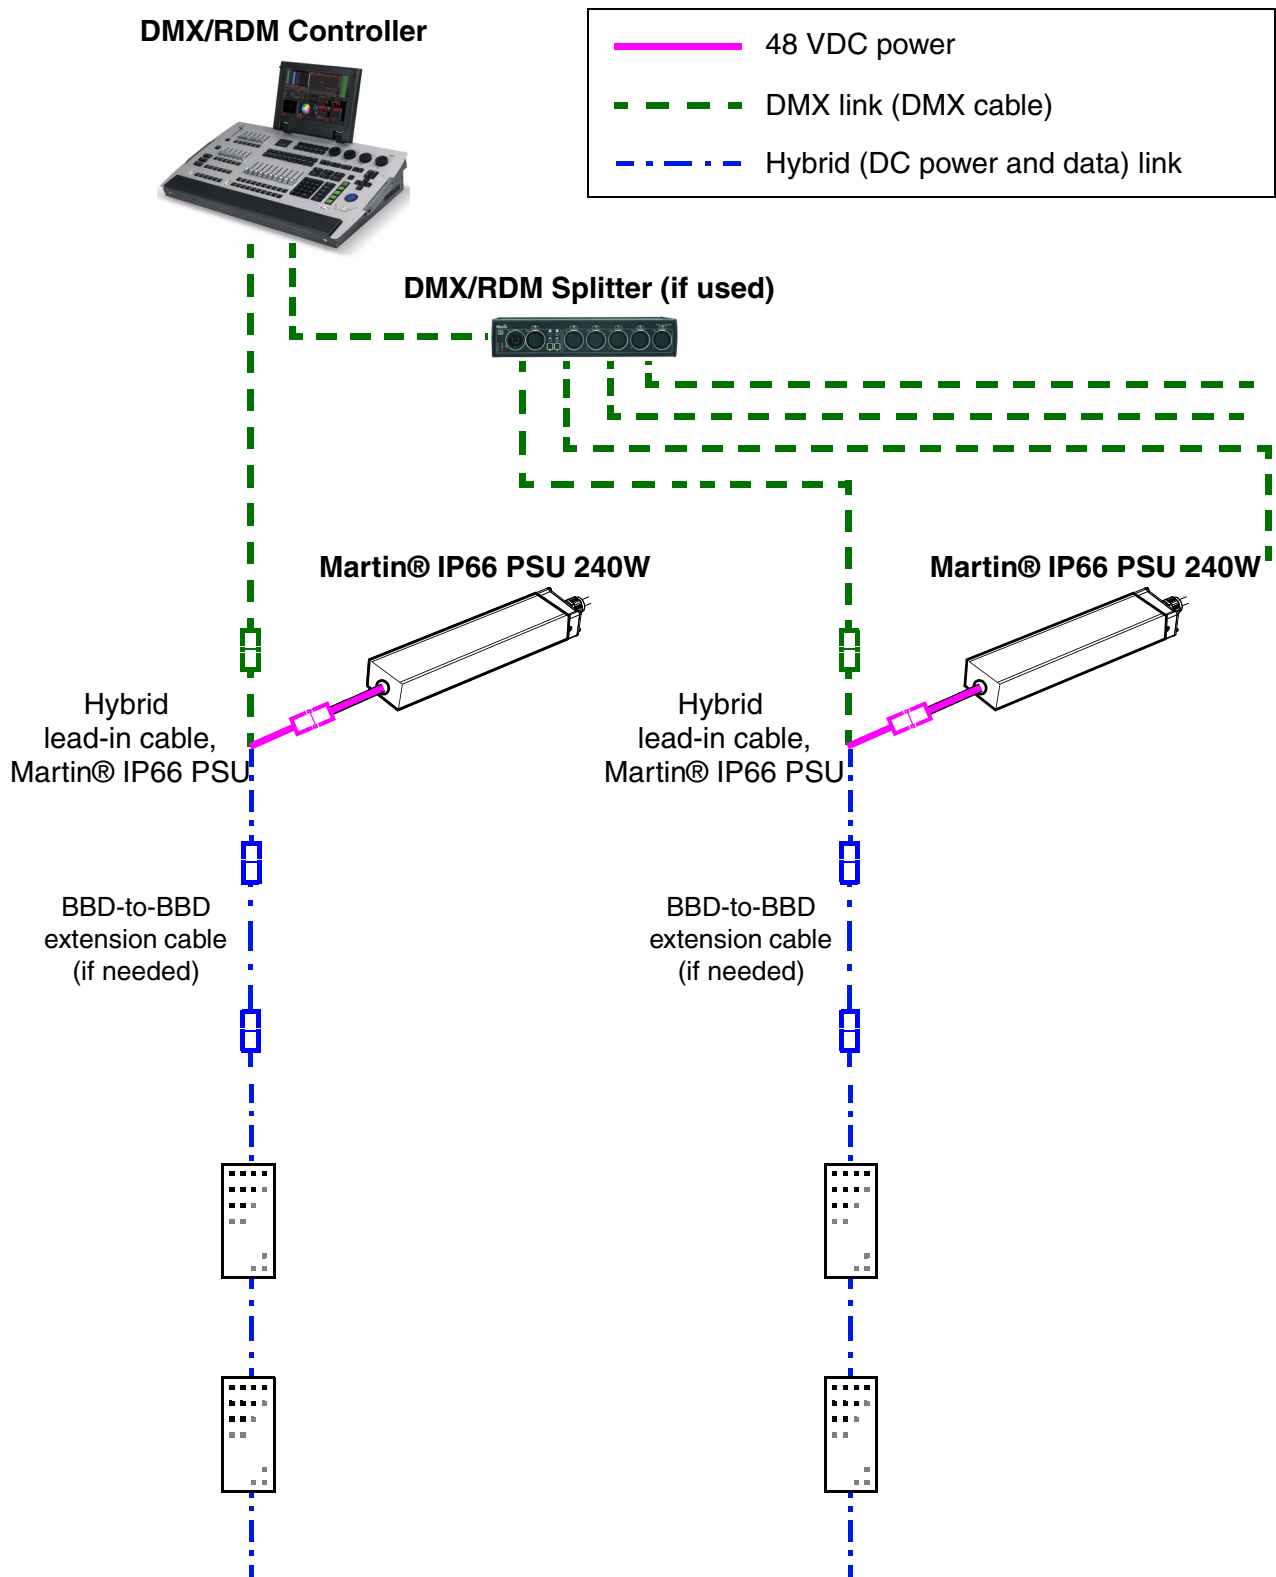 DMX/RDM Controller
48 VDC power
DMX link (DMX cable)
Hybrid (DC power and data) link
DMX/RDM Splitter (if used)
Martin® IP66 PSU 240W
Martin® IP66 PSU 240W
Hybrid
lead-in cable,
Martin® IP66 PSU
Hybrid
lead-in cable,
Martin® IP66 PSU
BBD-to-BBD
extension cable
(if needed)
BBD-to-BBD
extension cable
(if needed)